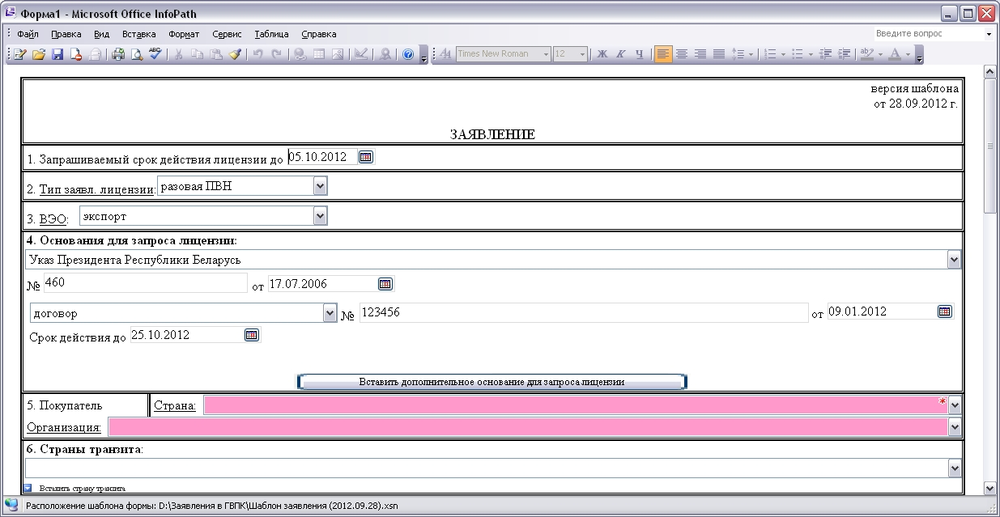 Форма1 - Microsoft Office InfoPath
Файл Правка Вид Вставка Формат Сервис Таблица Справка Введите вопрос
Times New Roman 12 Ж К Ч
версия шаблона
от 28.09.2012 г.
ЗАЯВЛЕНИЕ
1. Запрашиваемый срок действия лицензии до 05.10.2012
2. Тип заявл. лицензии: разовая ПВН
3. ВЭО: экспорт
4. Основания для запроса лицензии:
Указ Президента Республики Беларусь
№ 460 от 17.07.2006
договор № 123456 от 09.01.2012
Срок действия до 25.10.2012
Вставить дополнительное основание для запроса лицензии
5. Покупатель Страна: *
Организация:
6. Страны транзита:
Вставить страну транзита
Расположение шаблона формы: D:\Заявления в ГВПК\Шаблон заявления (2012.09.28).xsn